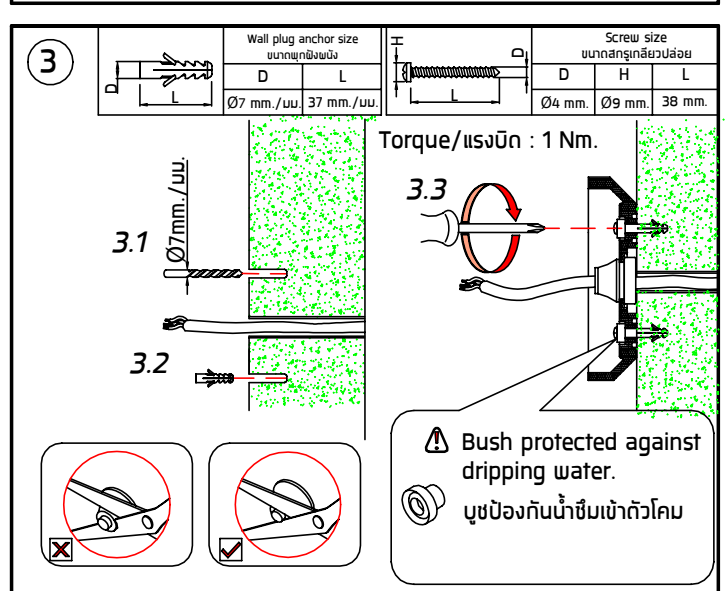 3
Wall plug anchor size
ขนาดพุกฝังผนัง
D
L
D
L
Ø7 mm./มม.
37 mm./มม.
H
D
L
Screw size
ขนาดสกรูเกลียวปล่อย
D
H
L
Ø4 mm.
Ø9 mm.
38 mm.
Torque/แรงบิด : 1 Nm.
Ø7mm./มม.
3.1
3.2
3.3
Bush protected against
dripping water.
บูชป้องกันน้ำซึมเข้าตัวโคม